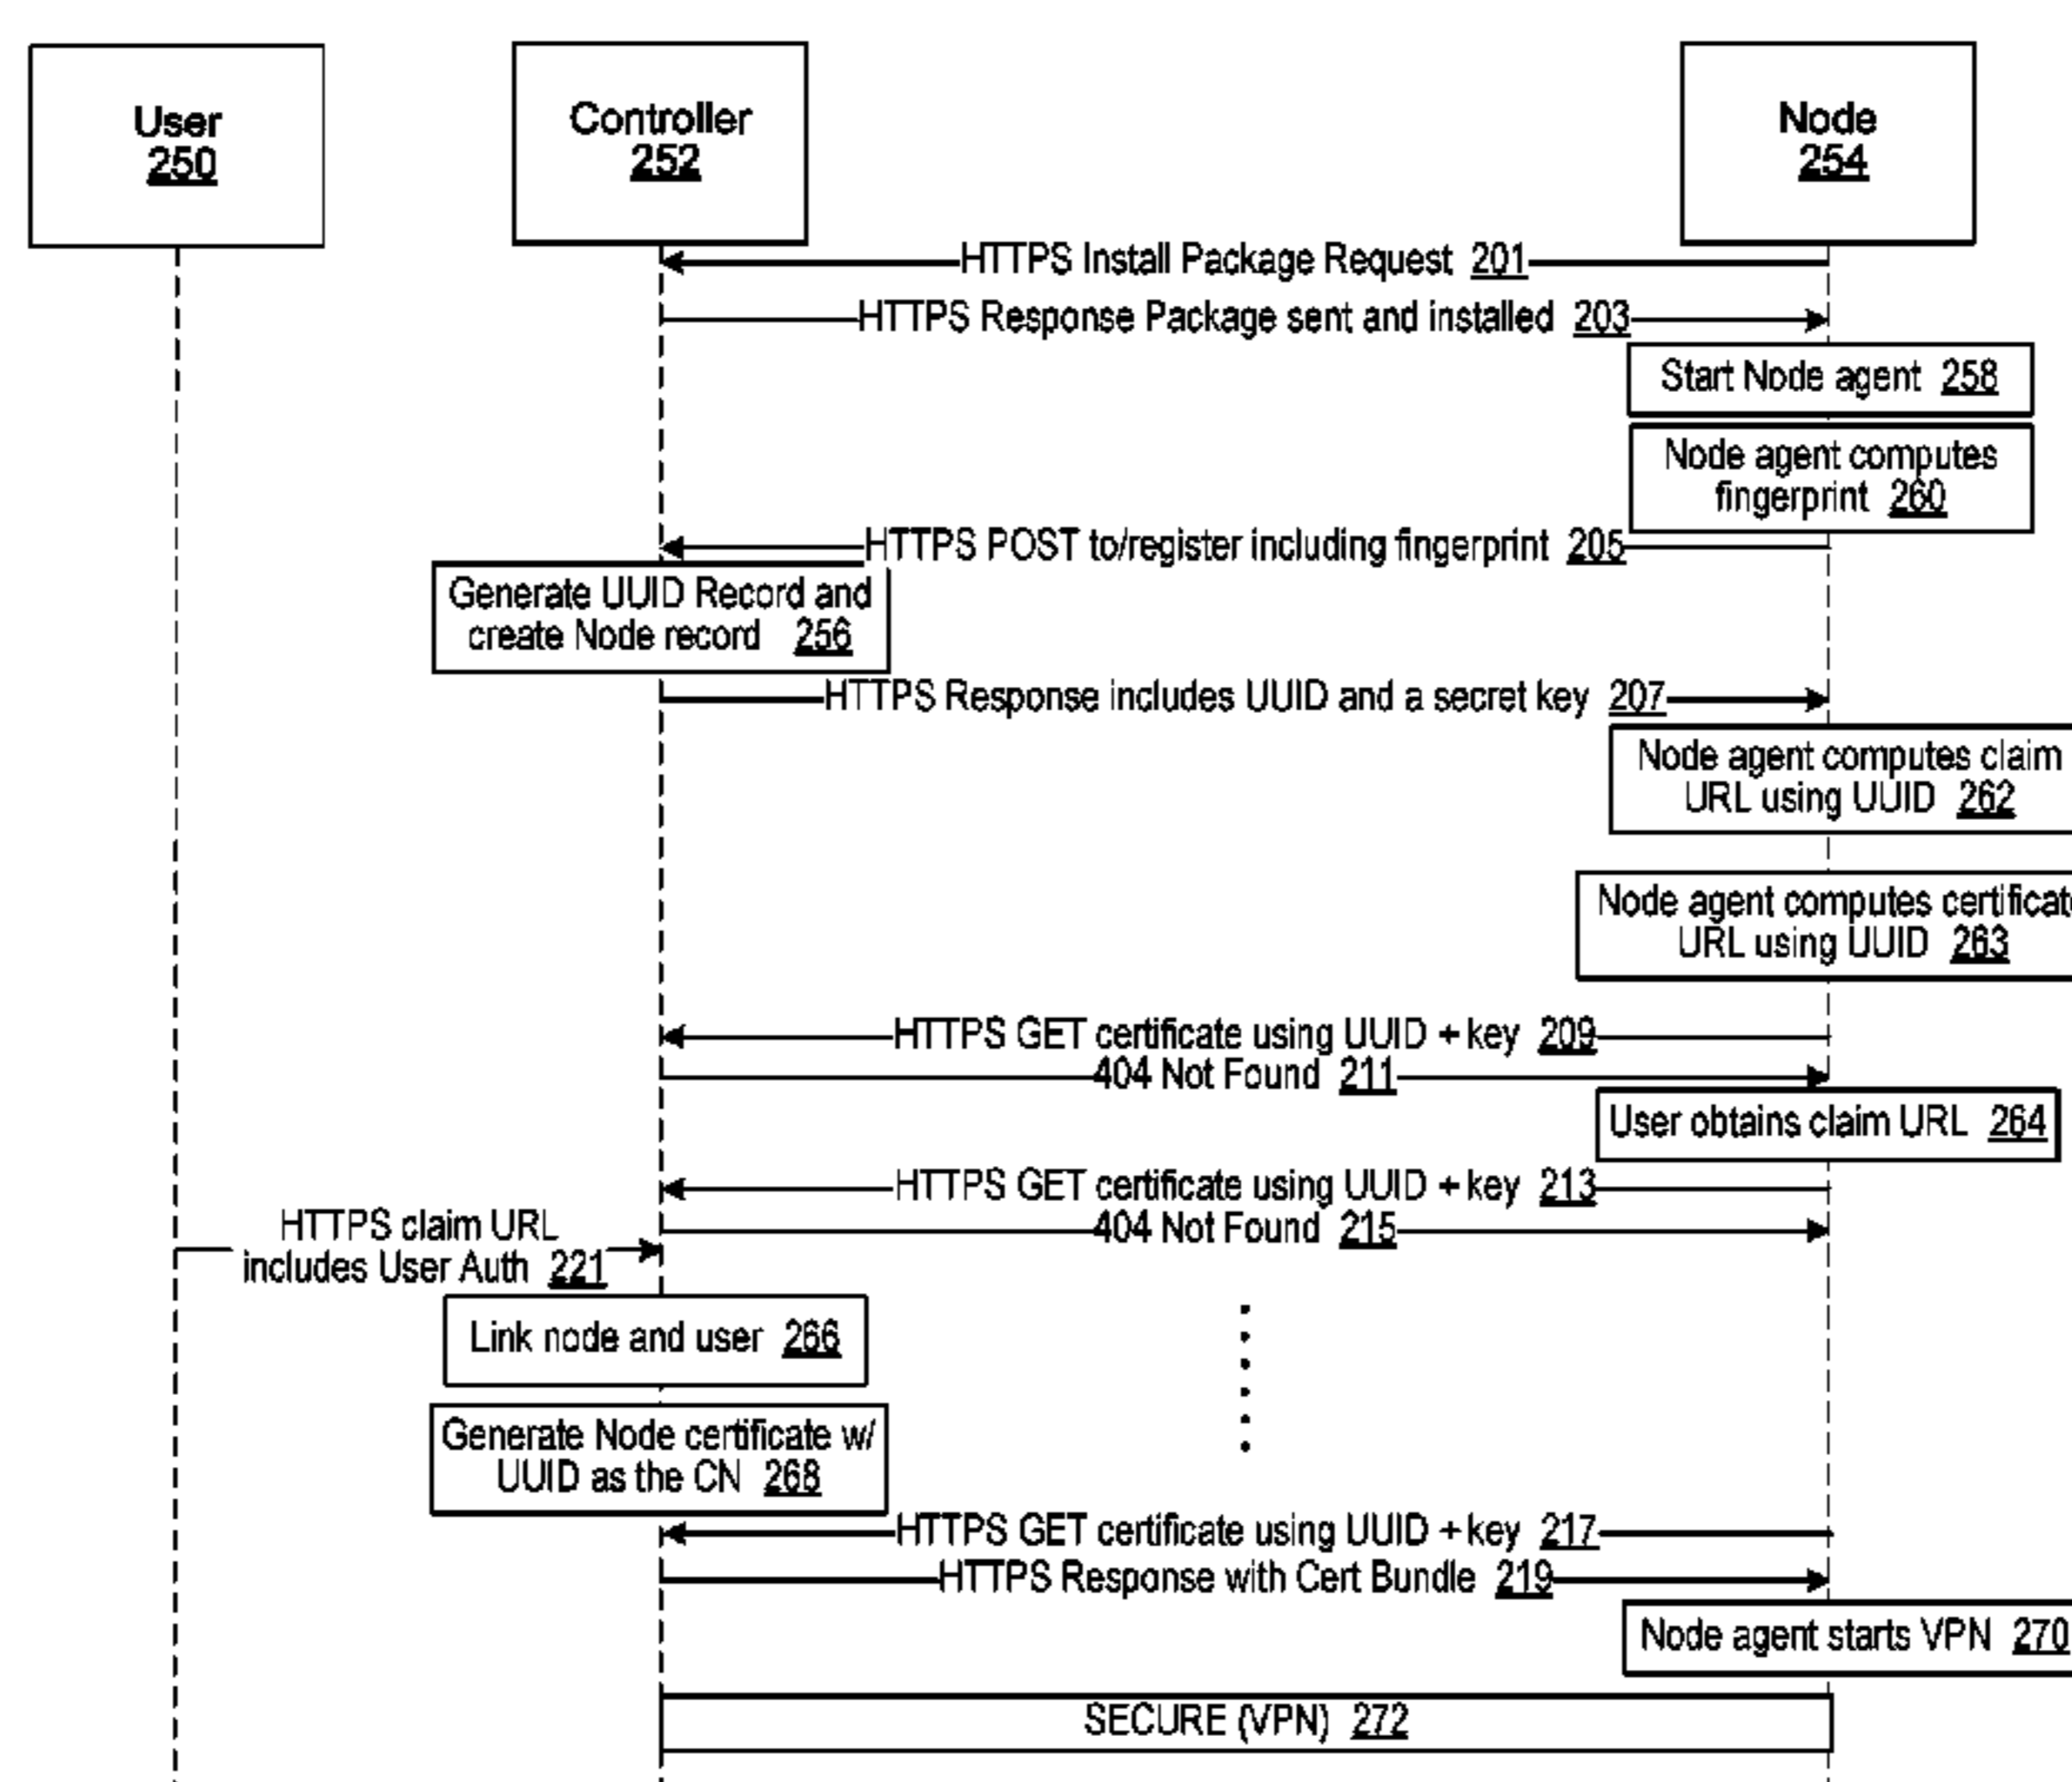 User
250
Controller
252
Node
254
HTTPS Install Package Request 201
HTTPS Response Package sent and installed 203
Start Node agent 258
Node agent computes
fingerprint 260
HTTPS POST to/register including fingerprint 205
Generate UUID Record and
create Node record 256
HTTPS Response includes UUID and a secret key 207
Node agent computes claim
URL using UUID 262
Node agent computes certificate
URL using UUID 263
HTTPS GET certificate using UUID + key 209
404 Not Found 211
User obtains claim URL 264
HTTPS GET certificate using UUID + key 213
404 Not Found 215
HTTPS claim URL
includes User Auth 221
Link node and user 266
Generate Node certificate w/
UUID as the CN 268
HTTPS GET certificate using UUID + key 217
HTTPS Response with Cert Bundle 219
Node agent starts VPN 270
SECURE (VPN) 272